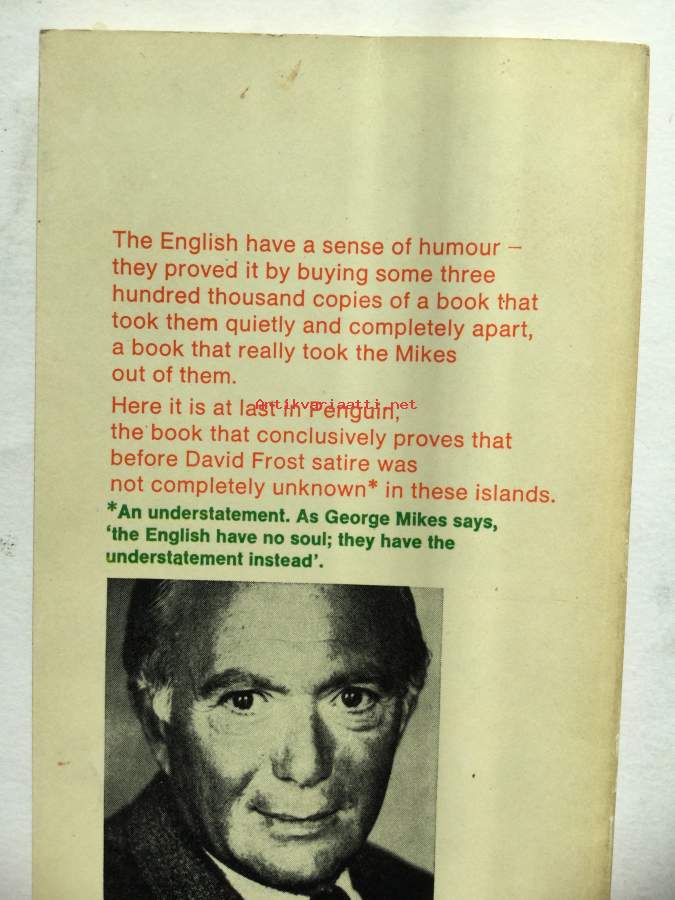 The English have a sense of humour –
they proved it by buying some three
hundred thousand copies of a book that
took them quietly and completely apart,
a book that really took the Mikes
out of them.
Here it is at last in Penguin,
Antikvariaatti.net
the book that conclusively proves that
before David Frost satire was
not completely unknown* in these islands.
*An understatement. As George Mikes says,
‘the English have no soul; they have the
understatement instead’.